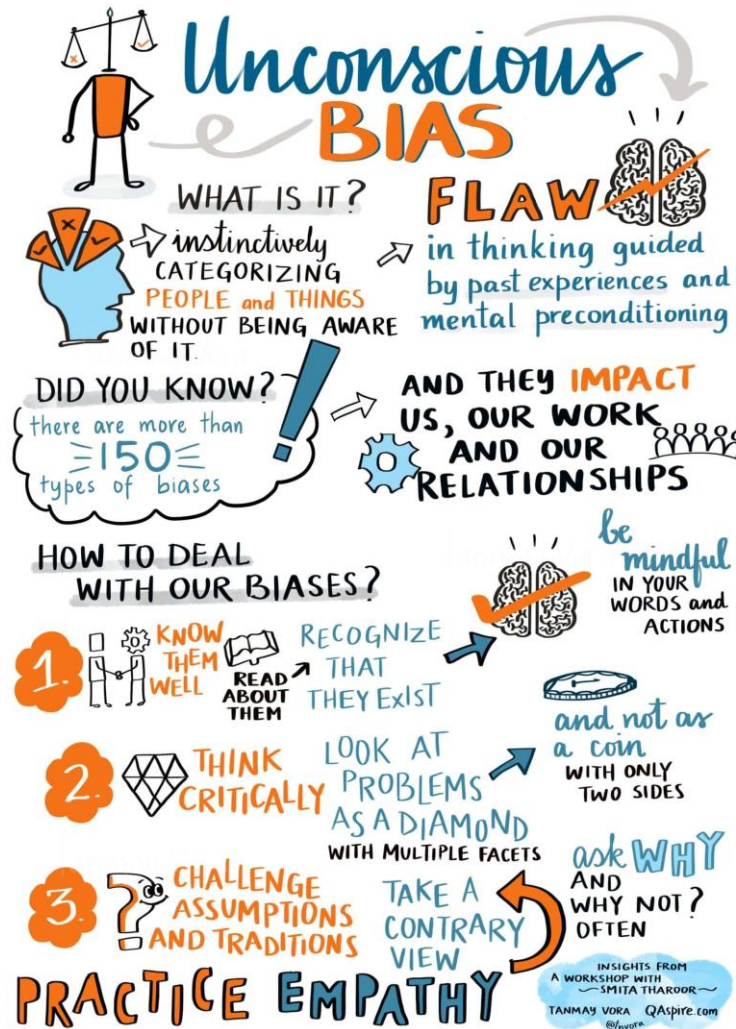 Unconscious
BIAS
WHAT IS IT?
instinctively
CATEGORIZING
PEOPLE and THINGS
WITHOUT BEING AWARE
OF IT.
FLAW
in thinking guided
by past experiences and
mental preconditioning
DID YOU KNOW?
there are more than
150
types of biases
AND THEY IMPACT
US, OUR WORK
AND OUR
RELATIONSHIPS
HOW TO DEAL
WITH OUR BIASES?
1.
KNOW
THEM
WELL
READ
ABOUT
THEM
RECOGNIZE
THAT
THEY EXIST
be
mindful
IN YOUR
WORDS and
ACTIONS
2.
THINK
CRITICALLY
LOOK AT
PROBLEMS
AS A DIAMOND
WITH MULTIPLE FACETS
and not as
a coin
WITH ONLY
TWO SIDES
3.
CHALLENGE
ASSUMPTIONS
AND TRADITIONS
TAKE A
CONTRARY
VIEW
ask WHY
AND
WHY NOT?
OFTEN
PRACTICE EMPATHY
INSIGHTS FROM
A WORKSHOP WITH
SMITA THAROOR
TANMAY VORA QAspire.com
@tnvora